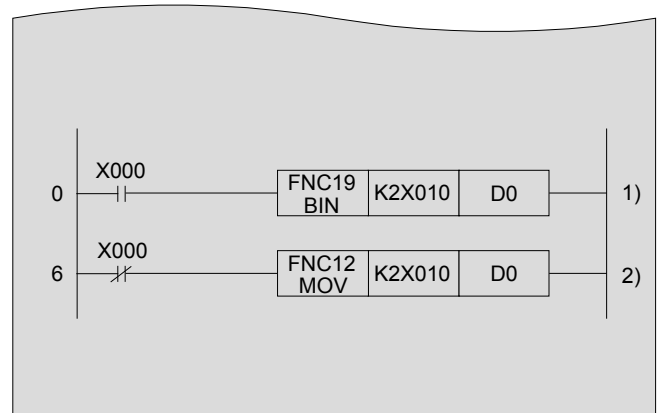 X000
0
FNC19
BIN
K2X010
D0
1)
X000
6
FNC12
MOV
K2X010
D0
2)